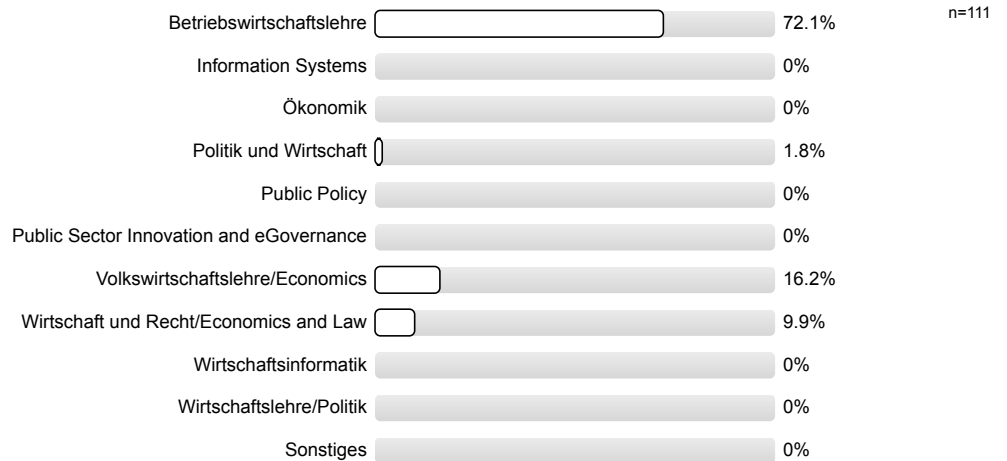 n=111
Betriebswirtschaftslehre 72.1%
Information Systems 0%
Ökonomik 0%
Politik und Wirtschaft 1.8%
Public Policy 0%
Public Sector Innovation and eGovernance 0%
Volkswirtschaftslehre/Economics 16.2%
Wirtschaft und Recht/Economics and Law 9.9%
Wirtschaftsinformatik 0%
Wirtschaftslehre/Politik 0%
Sonstiges 0%